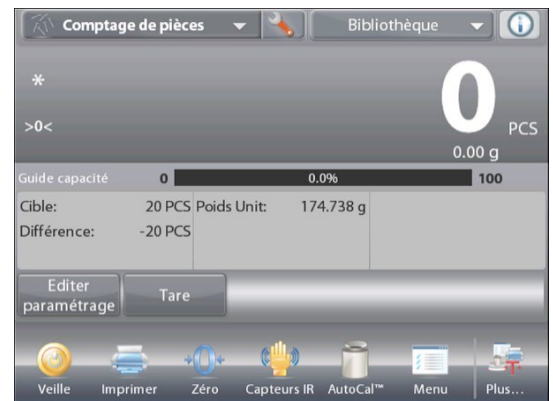 Comptage de pièces Bibliothèque
*
0 PCS
>0<
0.00 g
Guide capacité 0 0.0% 100
Cible: 20 PCS Poids Unit: 174.738 g
Différence: -20 PCS
Editer paramétrage Tare
Veille Imprimer Zéro Capteurs IR AutoCal™ Menu Plus...